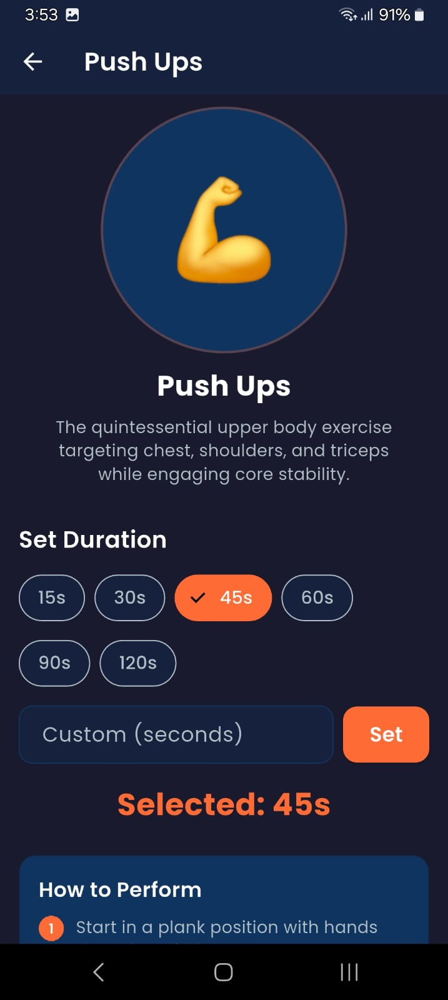 3:53 91%
Push Ups
Push Ups
The quintessential upper body exercise
targeting chest, shoulders, and triceps
while engaging core stability.
Set Duration
15s 30s 45s 60s
90s 120s
Custom (seconds) Set
Selected: 45s
How to Perform
1 Start in a plank position with hands